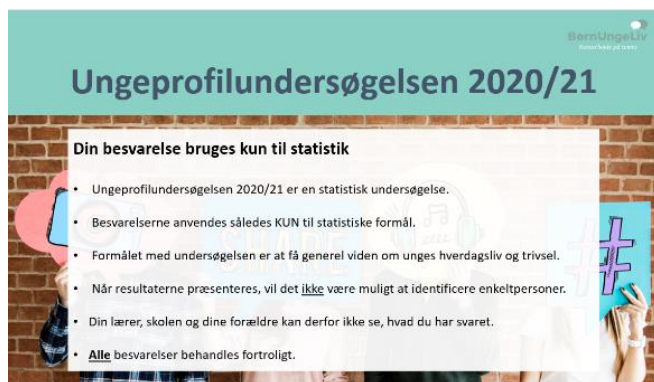 BørnUngeLiv
Ungeprofilundersøgelsen 2020/21
Din besvarelse bruges kun til statistik
• Ungeprofilundersøgelsen 2020/21 er en statistisk undersøgelse.
• Besvarelserne anvendes således KUN til statistiske formål.
• Formålet med undersøgelsen er at få generel viden om unges hverdagsliv og trivsel.
• Når resultaterne præsenteres, vil det ikke være muligt at identificere enkeltpersoner.
• Din lærer, skolen og dine forældre kan derfor ikke se, hvad du har svaret.
• Alle besvarelser behandles fortroligt.
SHARE
#